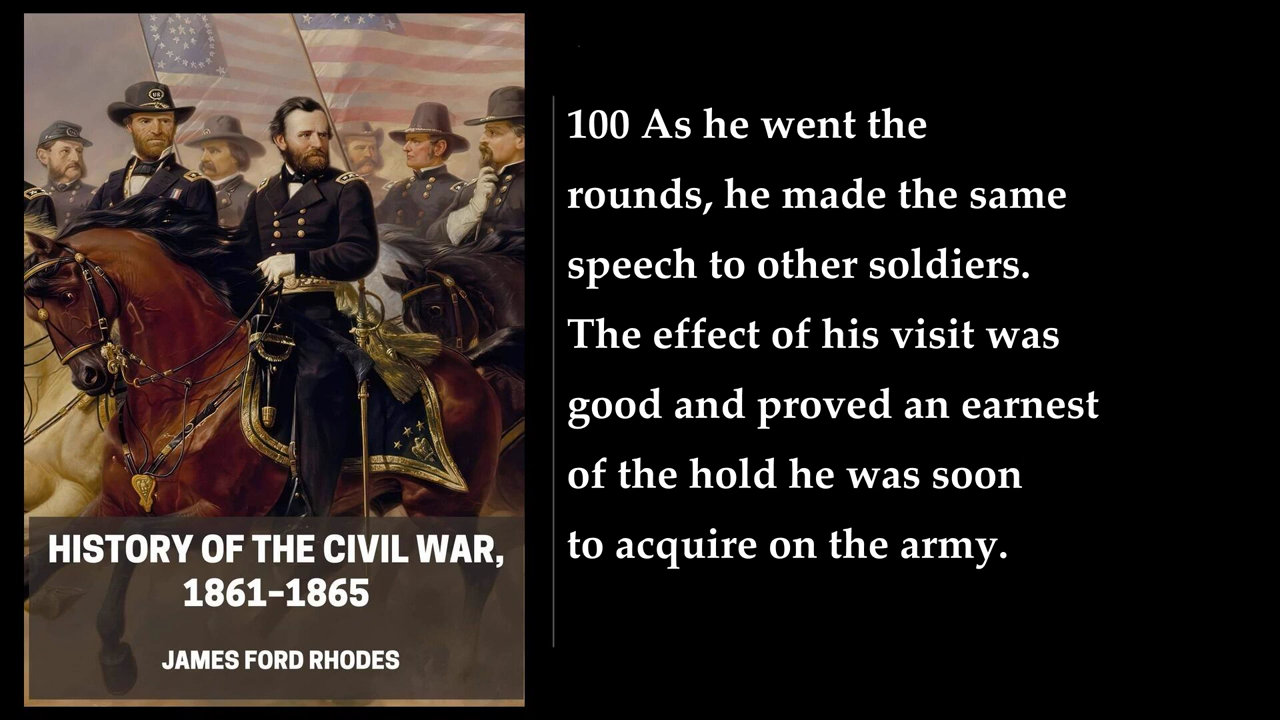 HISTORY OF THE CIVIL WAR,
1861–1865
JAMES FORD RHODES
100 As he went the
rounds, he made the same
speech to other soldiers.
The effect of his visit was
good and proved an earnest
of the hold he was soon
to acquire on the army.